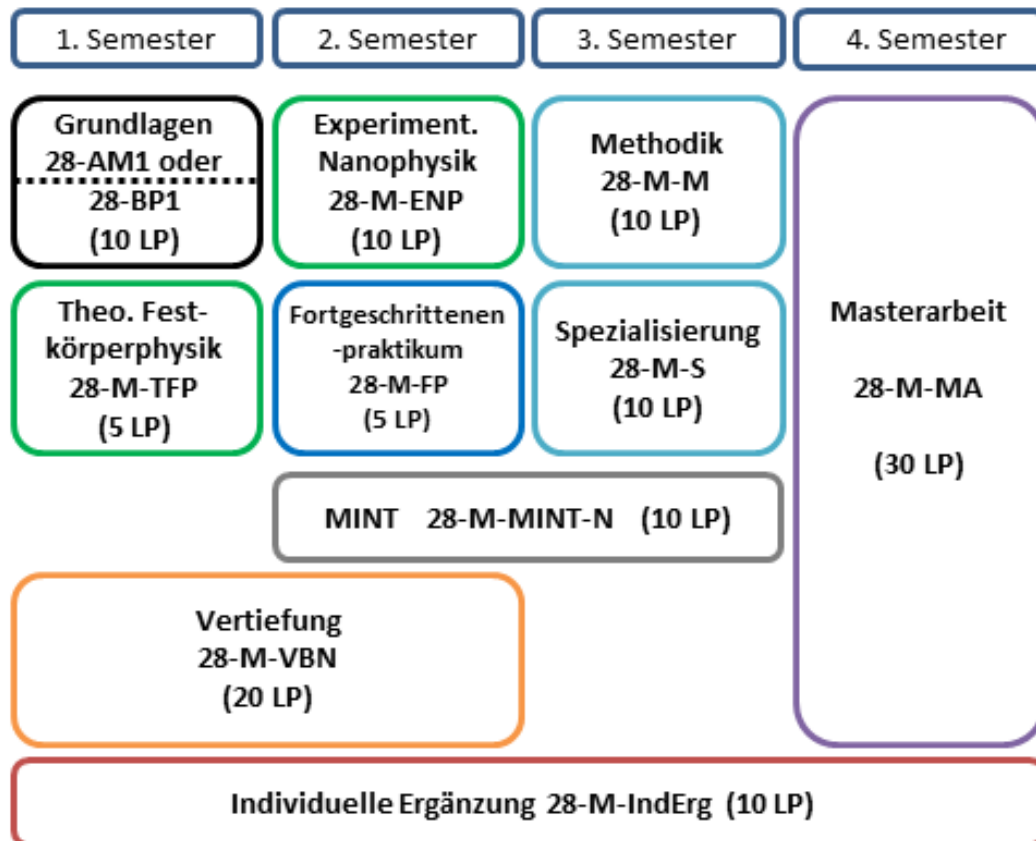 1. Semester
2. Semester
3. Semester
4. Semester
Grundlagen
28-AM1 oder
28-BP1
(10 LP)
Experiment.
Nanophysik
28-M-ENP
(10 LP)
Methodik
28-M-M
(10 LP)
Masterarbeit
28-M-MA
(30 LP)
Theo. Fest-
körperphysik
28-M-TFP
(5 LP)
Fortgeschrittenen
-praktikum
28-M-FP
(5 LP)
Spezialisierung
28-M-S
(10 LP)
MINT 28-M-MINT-N (10 LP)
Vertiefung
28-M-VBN
(20 LP)
Individuelle Ergänzung 28-M-IndErg (10 LP)